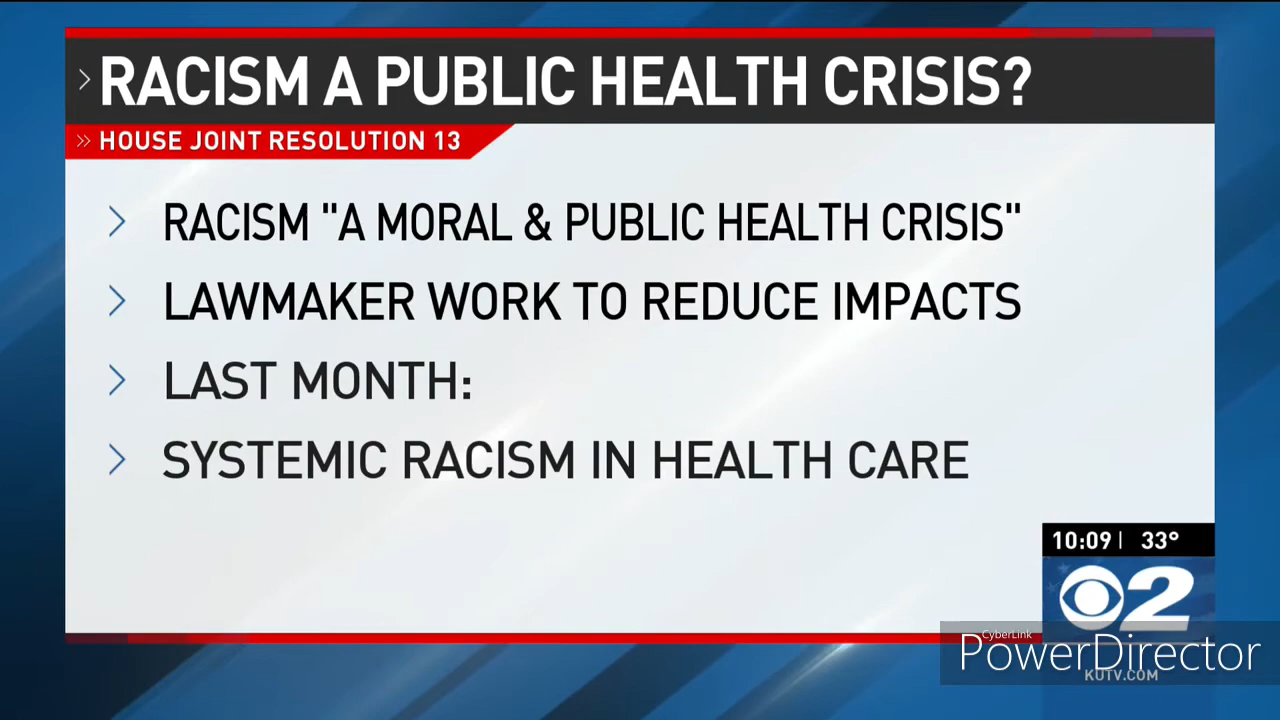 RACISM A PUBLIC HEALTH CRISIS?
HOUSE JOINT RESOLUTION 13
RACISM "A MORAL & PUBLIC HEALTH CRISIS"
LAWMAKER WORK TO REDUCE IMPACTS
LAST MONTH:
SYSTEMIC RACISM IN HEALTH CARE
10:09 33°
2
CyberLink
PowerDirector
KUTV.COM